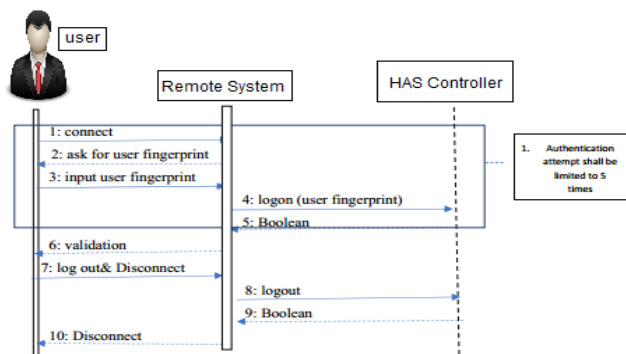 user
Remote System
HAS Controller
1: connect
2: ask for user fingerprint
3: input user fingerprint
4: logon (user fingerprint)
5: Boolean
1. Authentication
attempt shall be
limited to 5
times
6: validation
7: log out& Disconnect
8: logout
9: Boolean
10: Disconnect